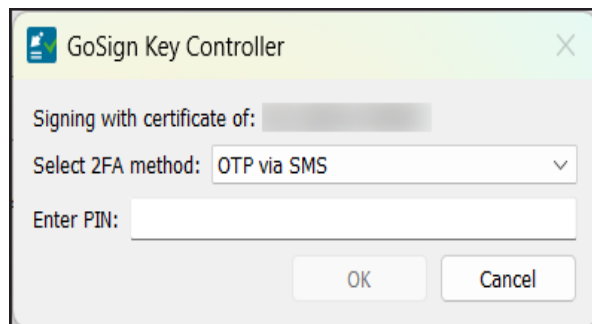 GoSign Key Controller
Signing with certificate of:
Select 2FA method: OTP via SMS
Enter PIN:
OK Cancel